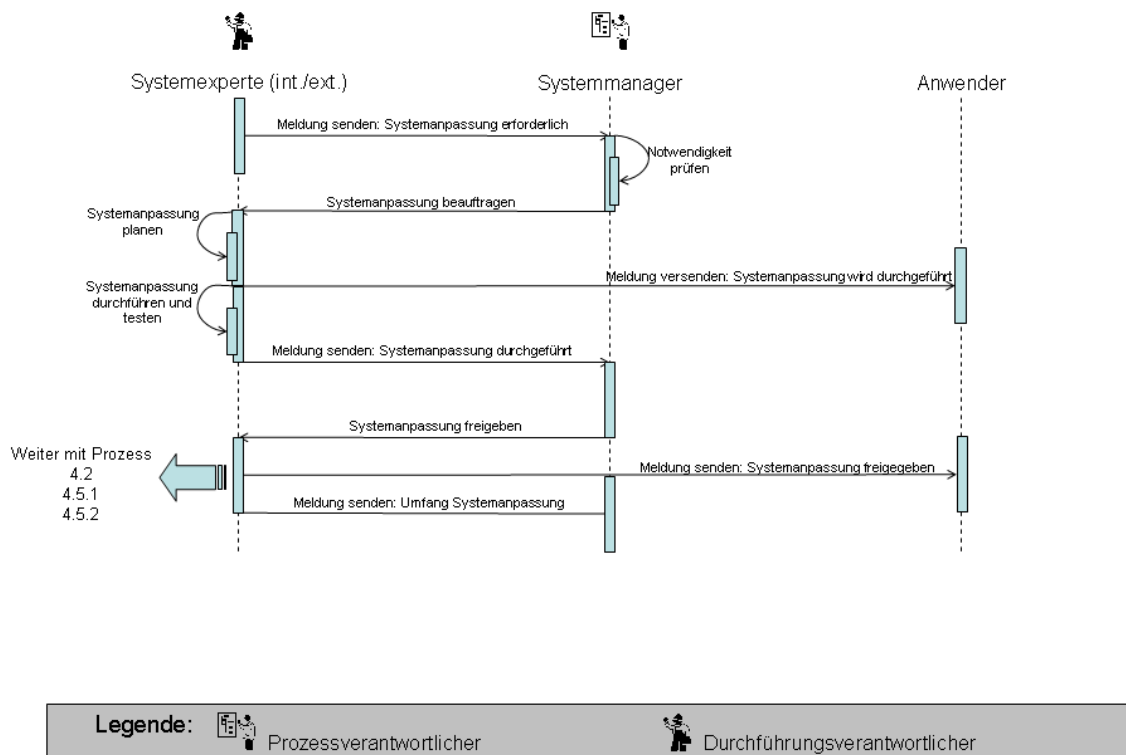 Systemexperte (int./ext.)
Systemmanager
Anwender
Meldung senden: Systemanpassung erforderlich
Notwendigkeit
prüfen
Systemanpassung beauftragen
Systemanpassung
planen
Meldung versenden: Systemanpassung wird durchgeführt
Systemanpassung
durchführen und
testen
Meldung senden: Systemanpassung durchgeführt
Systemanpassung freigeben
Weiter mit Prozess
4.2
4.5.1
4.5.2
Meldung senden: Systemanpassung freigegeben
Meldung senden: Umfang Systemanpassung
Legende:
Prozessverantwortlicher
Durchführungsverantwortlicher